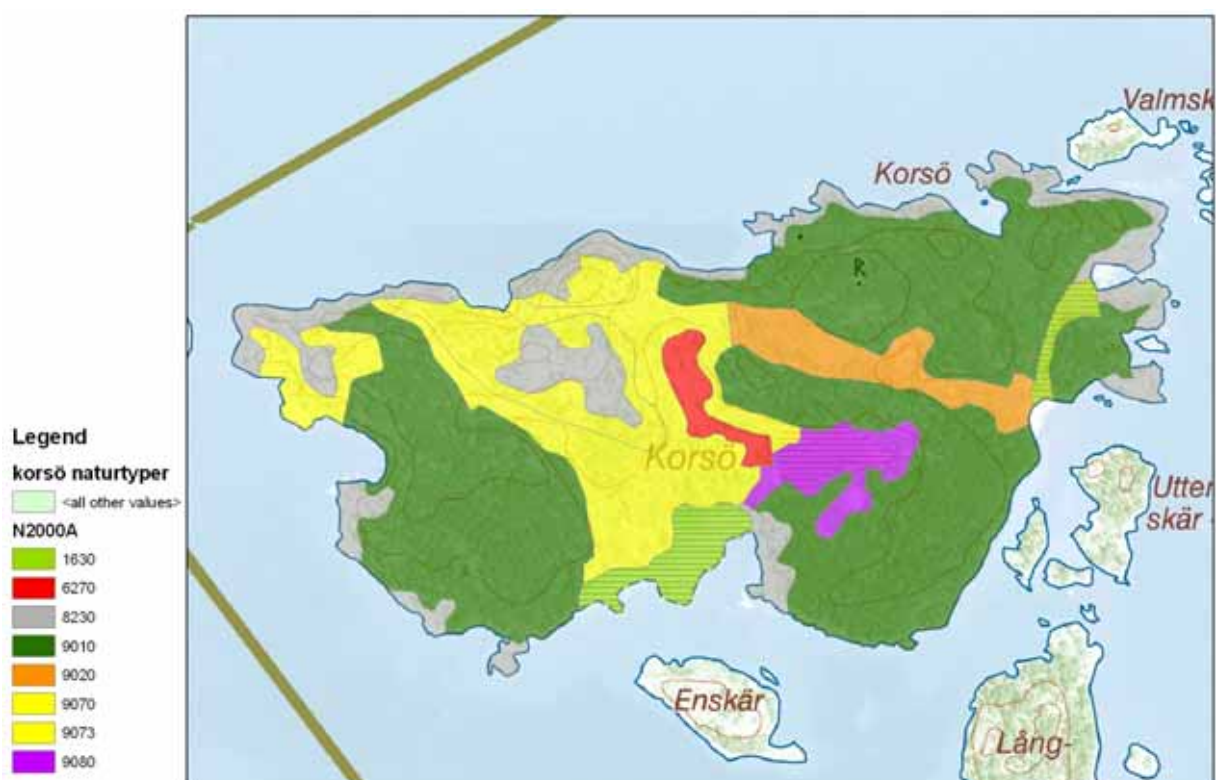 Valmsk
Korsö
R
Korsö
Utter
skär
Enskär
Lång-
Legend
korsö naturtyper
<all other values>
N2000A
1630
6270
8230
9010
9020
9070
9073
9080